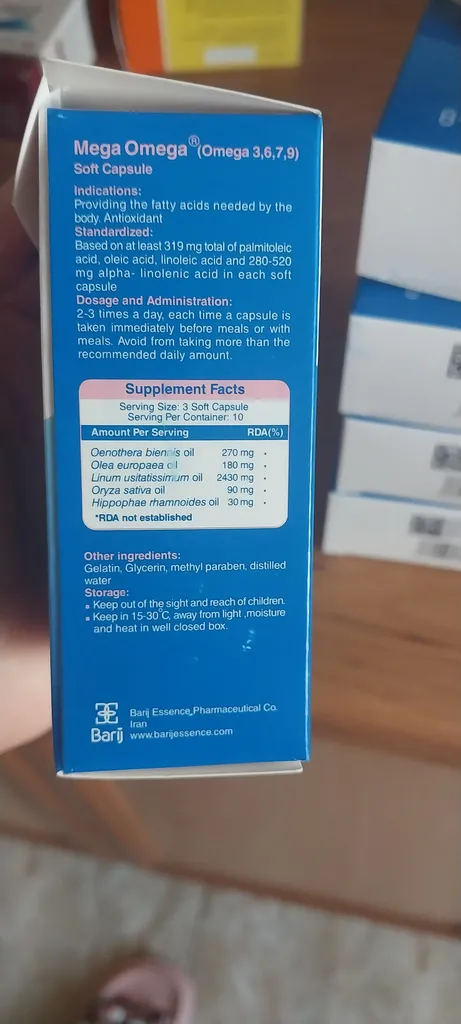 Mega Omega® (Omega 3,6,7,9)
Soft Capsule
Indications:
Providing the fatty acids needed by the
body. Antioxidant
Standardized:
Based on at least 319 mg total of palmitoleic
acid, oleic acid, linoleic acid and 280-520
mg alpha- linolenic acid in each soft
capsule
Dosage and Administration:
2-3 times a day, each time a capsule is
taken immediately before meals or with
meals. Avoid from taking more than the
recommended daily amount.
Supplement Facts
Serving Size: 3 Soft Capsule
Serving Per Container: 10
Amount Per Serving RDA(%)
Oenothera biennis oil 270 mg *
Olea europaea oil 180 mg *
Linum usitatissimum oil 2430 mg *
Oryza sativa oil 90 mg *
Hippophae rhamnoides oil 30 mg *
*RDA not established
Other ingredients:
Gelatin, Glycerin, methyl paraben, distilled
water
Storage:
Keep out of the sight and reach of children.
Keep in 15-30°C, away from light ,moisture
and heat in well closed box.
Barij Essence Pharmaceutical Co.
Iran
Barij www.barijessence.com